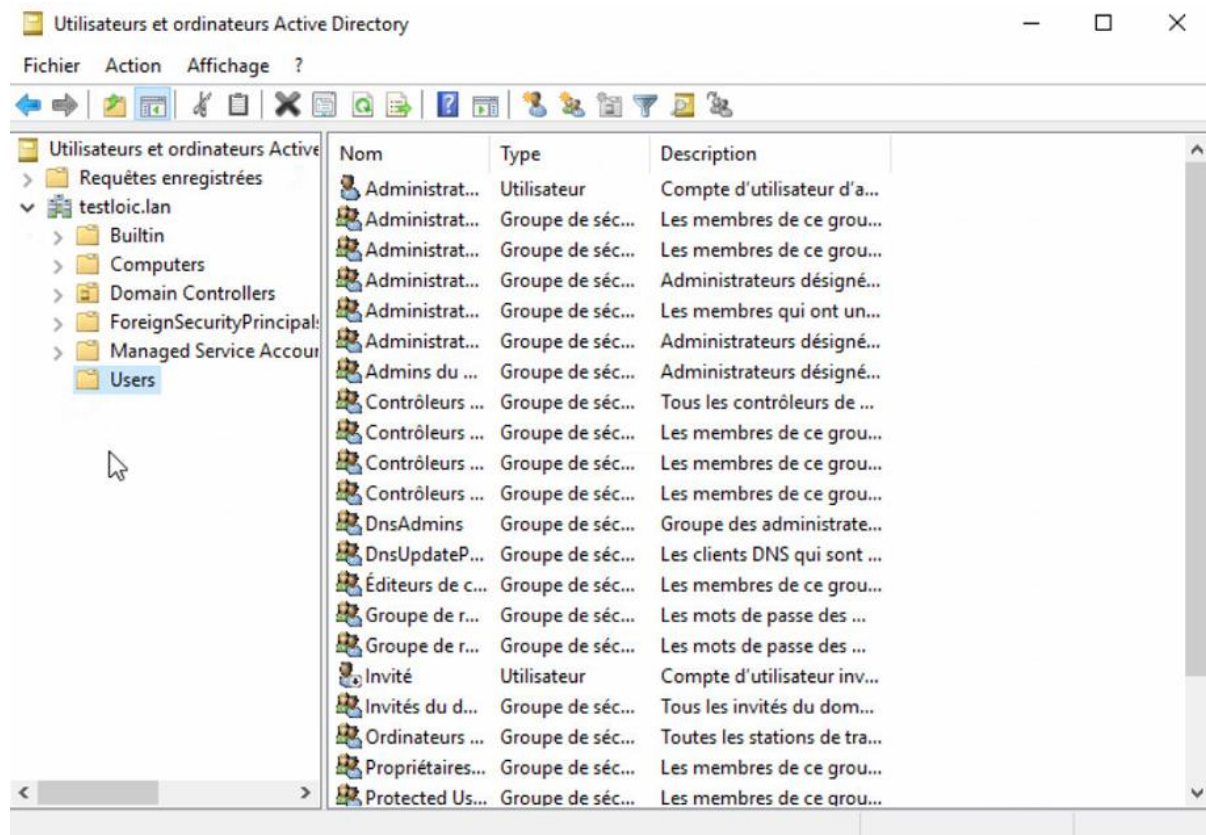 Utilisateurs et ordinateurs Active Directory
Fichier Action Affichage ?
Utilisateurs et ordinateurs Active
Requêtes enregistrées
testloic.lan
Builtin
Computers
Domain Controllers
ForeignSecurityPrincipals
Managed Service Accour
Users
Nom Type Description
Administrat... Utilisateur Compte d'utilisateur d'a...
Administrat... Groupe de séc... Les membres de ce grou...
Administrat... Groupe de séc... Les membres de ce grou...
Administrat... Groupe de séc... Administrateurs désigné...
Administrat... Groupe de séc... Les membres qui ont un...
Administrat... Groupe de séc... Administrateurs désigné...
Admins du ... Groupe de séc... Administrateurs désigné...
Contrôleurs ... Groupe de séc... Tous les contrôleurs de ...
Contrôleurs ... Groupe de séc... Les membres de ce grou...
Contrôleurs ... Groupe de séc... Les membres de ce grou...
Contrôleurs ... Groupe de séc... Les membres de ce grou...
DnsAdmins Groupe de séc... Groupe des administrate...
DnsUpdateP... Groupe de séc... Les clients DNS qui sont ...
Éditeurs de c... Groupe de séc... Les membres de ce grou...
Groupe de r... Groupe de séc... Les mots de passe des ...
Groupe de r... Groupe de séc... Les mots de passe des ...
Invité Utilisateur Compte d'utilisateur inv...
Invités du d... Groupe de séc... Tous les invités du dom...
Ordinateurs ... Groupe de séc... Toutes les stations de tra...
Propriétaires... Groupe de séc... Les membres de ce grou...
Protected Us... Groupe de séc... Les membres de ce grou...